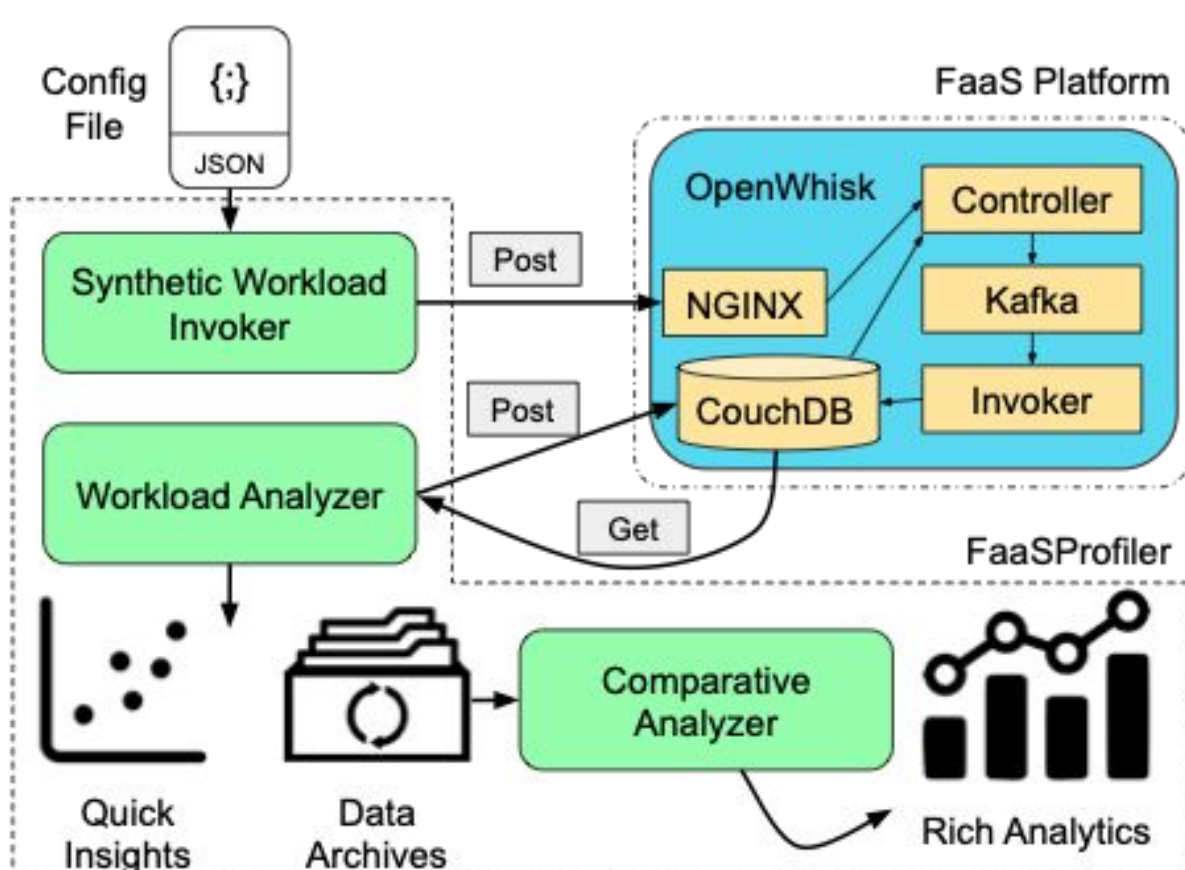 Config
File
{;}
JSON
FaaS Platform
OpenWhisk
Controller
Synthetic Workload
Invoker
Post
NGINX
Kafka
Post
CouchDB
Invoker
Workload Analyzer
Get
FaaSProfiler
Comparative
Analyzer
Quick
Insights
Data
Archives
Rich Analytics